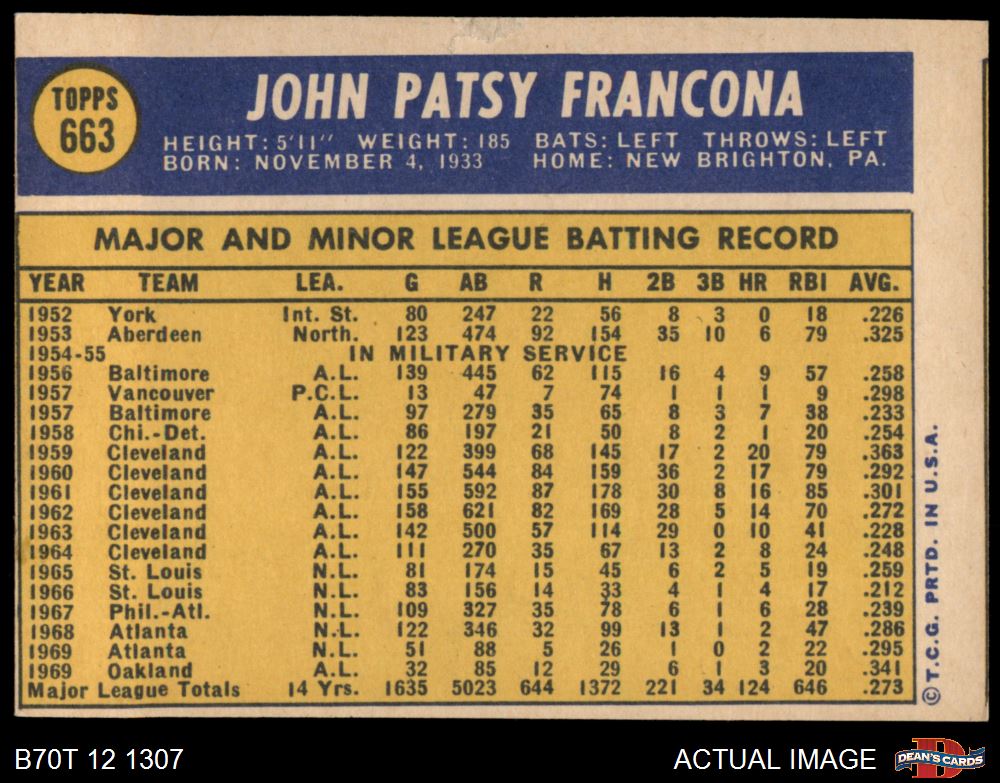 TOPPS
663
JOHN PATSY FRANCONA
HEIGHT: 5'11" WEIGHT: 185 BATS: LEFT THROWS: LEFT
BORN: NOVEMBER 4, 1933 HOME: NEW BRIGHTON, PA.
MAJOR AND MINOR LEAGUE BATTING RECORD
YEAR TEAM LEA. G AB R H 2B 3B HR RBI AVG.
1952 York Int. St. 80 247 22 56 8 3 0 18 .226
1953 Aberdeen North. 123 474 92 154 35 10 6 79 .325
1954-55 IN MILITARY SERVICE
1956 Baltimore A.L. 139 445 62 115 16 4 9 57 .258
1957 Vancouver P.C.L. 13 47 7 74 1 1 1 9 .298
1957 Baltimore A.L. 97 279 35 65 8 3 7 38 .233
1958 Chi.-Det. A.L. 86 197 21 50 8 2 1 20 .254
1959 Cleveland A.L. 122 399 68 145 17 2 20 79 .363
1960 Cleveland A.L. 147 544 84 159 36 2 17 79 .292
1961 Cleveland A.L. 155 592 87 178 30 8 16 85 .301
1962 Cleveland A.L. 158 621 82 169 28 5 14 70 .272
1963 Cleveland A.L. 142 500 57 114 29 0 10 41 .228
1964 Cleveland A.L. 111 270 35 67 13 2 8 24 .248
1965 St. Louis N.L. 81 174 15 45 6 2 5 19 .259
1966 St. Louis N.L. 83 156 14 33 4 1 4 17 .212
1967 Phil.-Atl. N.L. 109 327 35 78 6 1 6 28 .239
1968 Atlanta N.L. 122 346 32 99 13 1 2 47 .286
1969 Atlanta N.L. 51 88 5 26 1 0 2 22 .295
1969 Oakland A.L. 32 85 12 29 6 1 3 20 .341
Major League Totals 14 Yrs. 1635 5023 644 1372 221 34 124 646 .273
© T.C.G. PRTD. IN U.S.A.
B70T 12 1307
ACTUAL IMAGE
D
DEAN'S CARDS